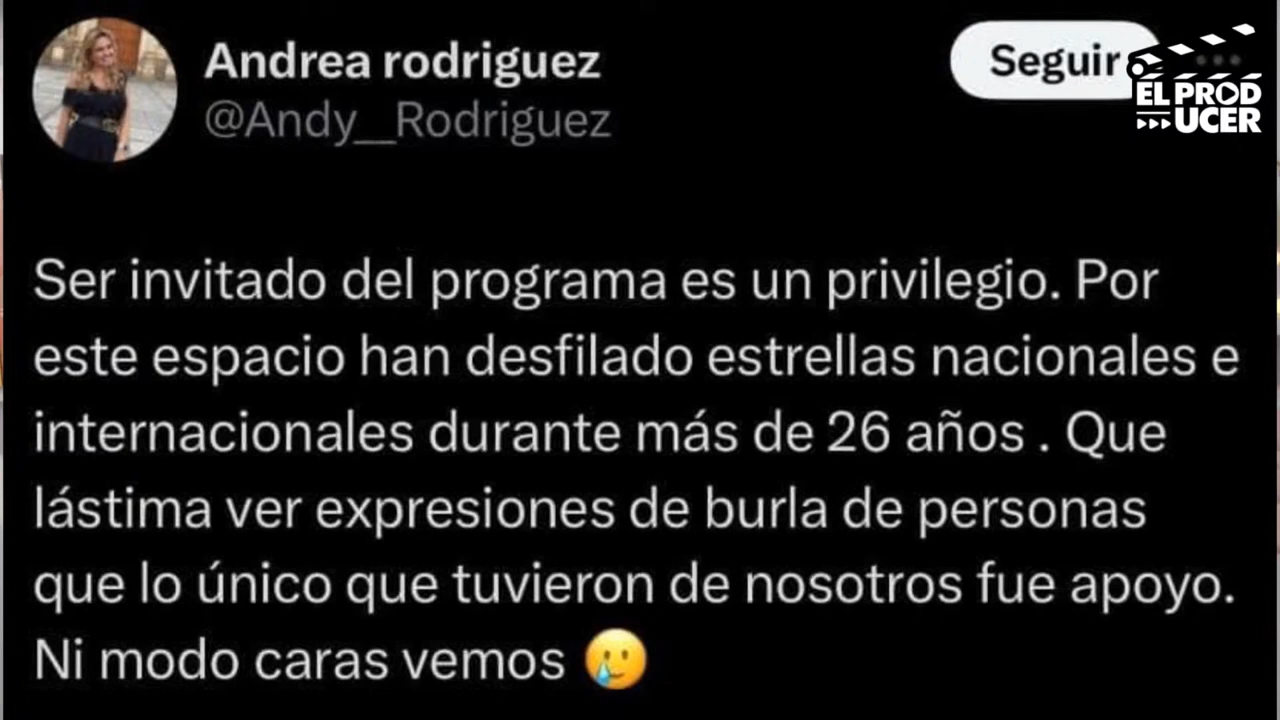 Andrea rodriguez
Seguir
@Andy__Rodriguez
EL PROD
UCER
Ser invitado del programa es un privilegio. Por
este espacio han desfilado estrellas nacionales e
internacionales durante más de 26 años . Que
lástima ver expresiones de burla de personas
que lo único que tuvieron de nosotros fue apoyo.
Ni modo caras vemos 🥲